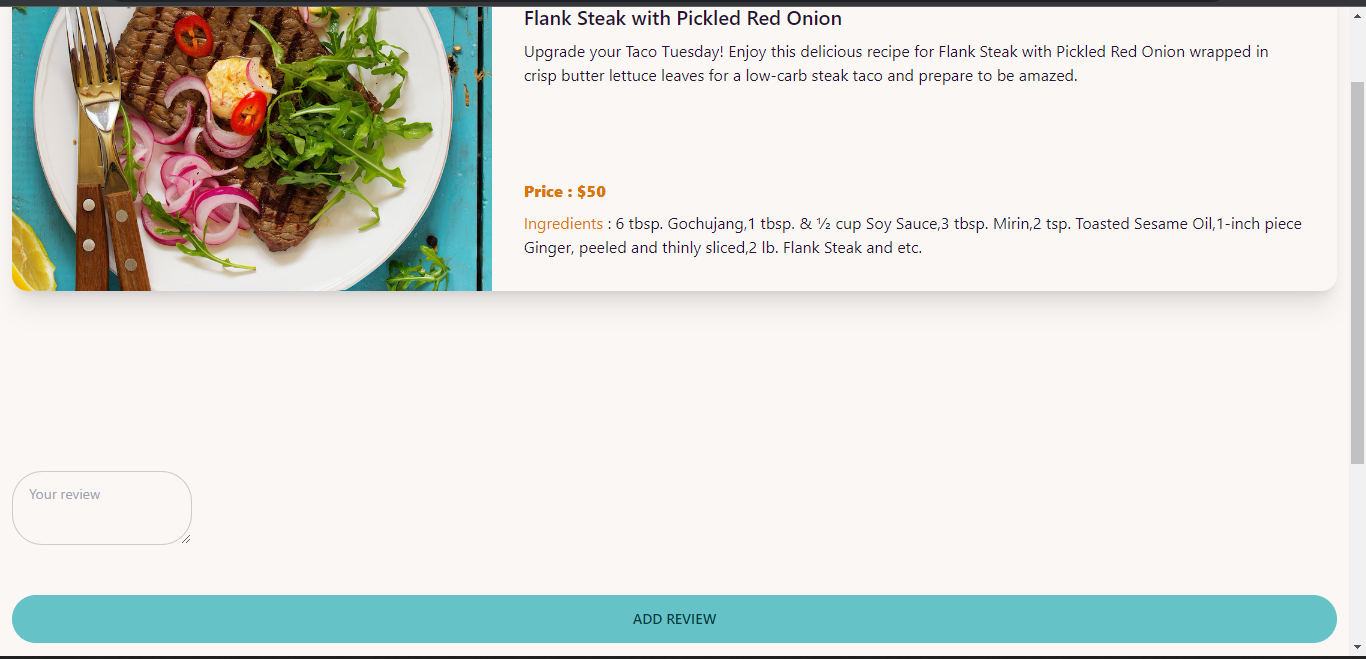 Flank Steak with Pickled Red Onion
Upgrade your Taco Tuesday! Enjoy this delicious recipe for Flank Steak with Pickled Red Onion wrapped in
crisp butter lettuce leaves for a low-carb steak taco and prepare to be amazed.
Price : $50
Ingredients : 6 tbsp. Gochujang,1 tbsp. & ½ cup Soy Sauce,3 tbsp. Mirin,2 tsp. Toasted Sesame Oil,1-inch piece
Ginger, peeled and thinly sliced,2 lb. Flank Steak and etc.
Your review
ADD REVIEW